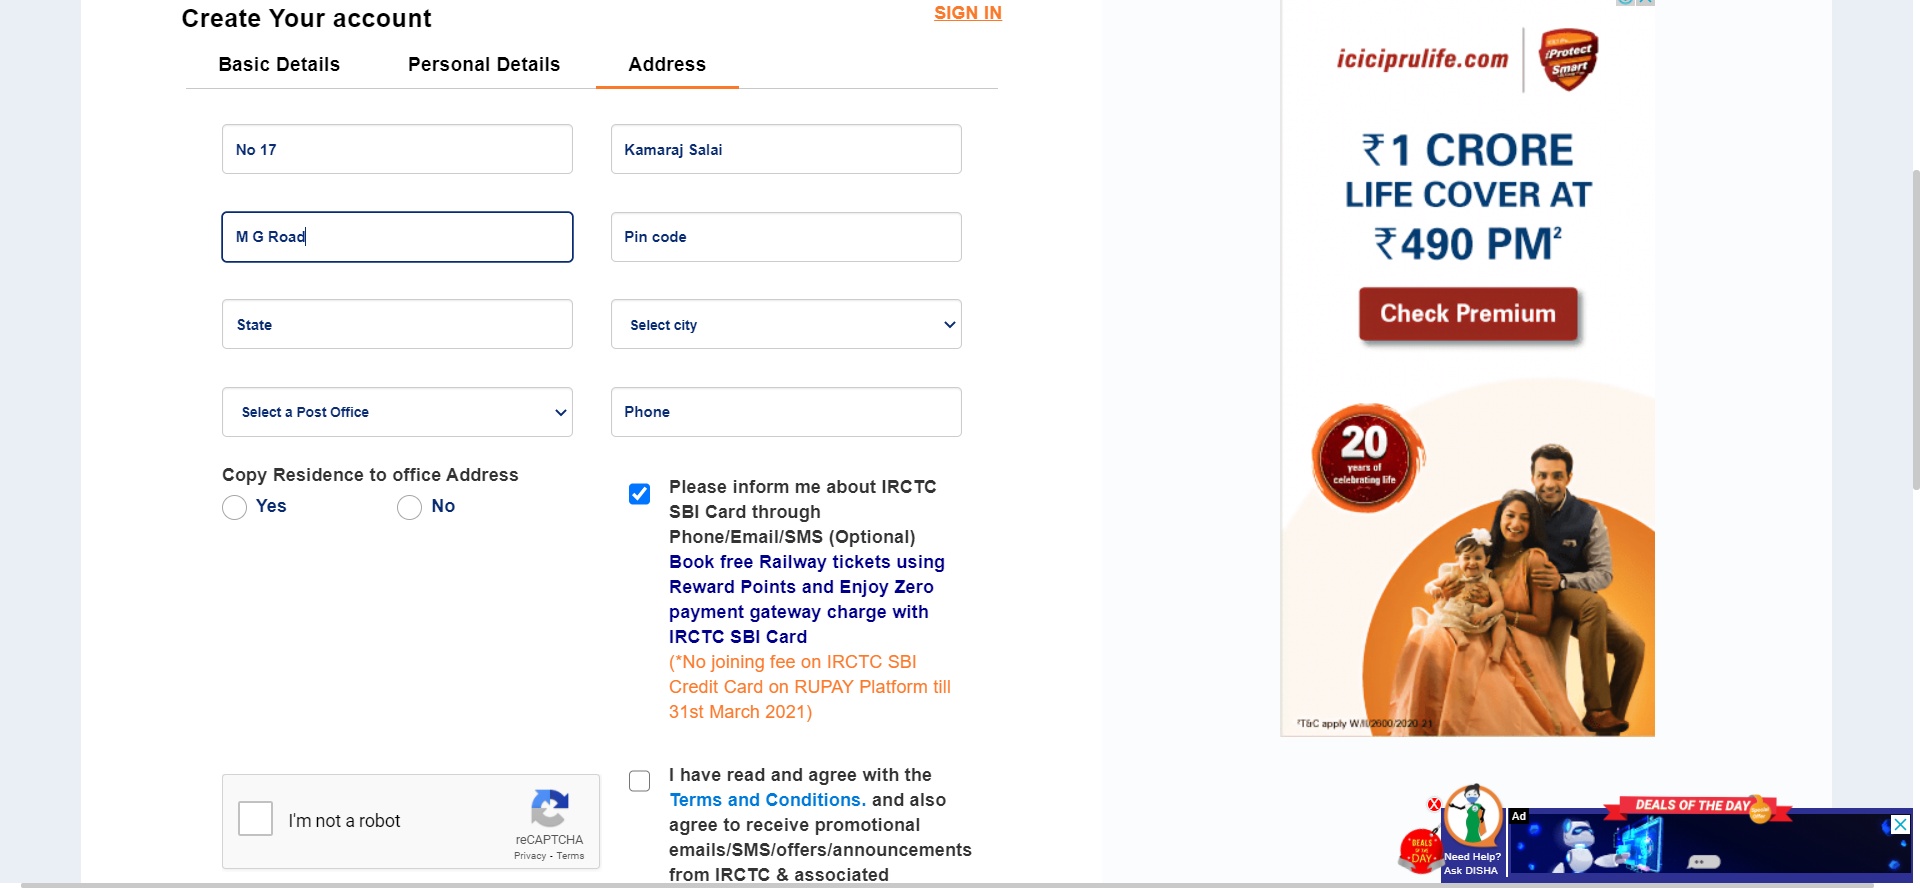 Create Your account
SIGN IN
Basic Details
Personal Details
Address
No 17
Kamaraj Salai
M G Road
Pin code
State
Select city
Select a Post Office
Phone
Copy Residence to office Address
Yes
No
Please inform me about IRCTC
SBI Card through
Phone/Email/SMS (Optional)
Book free Railway tickets using
Reward Points and Enjoy Zero
payment gateway charge with
IRCTC SBI Card
(*No joining fee on IRCTC SBI
Credit Card on RUPAY Platform till
31st March 2021)
I'm not a robot
reCAPTCHA
Privacy - Terms
I have read and agree with the
Terms and Conditions. and also
agree to receive promotional
emails/SMS/offers/announcements
from IRCTC & associated
iciciprulife.com
iProtect
Smart
₹1 CRORE
LIFE COVER AT
₹490 PM²
Check Premium
20
years of
celebrating life
T&C apply W/II/2600/2020-21
X
DEALS
OF THE
DAY
Need Help?
Ask DISHA
Ad
DEALS OF THE DAY
Special
offer